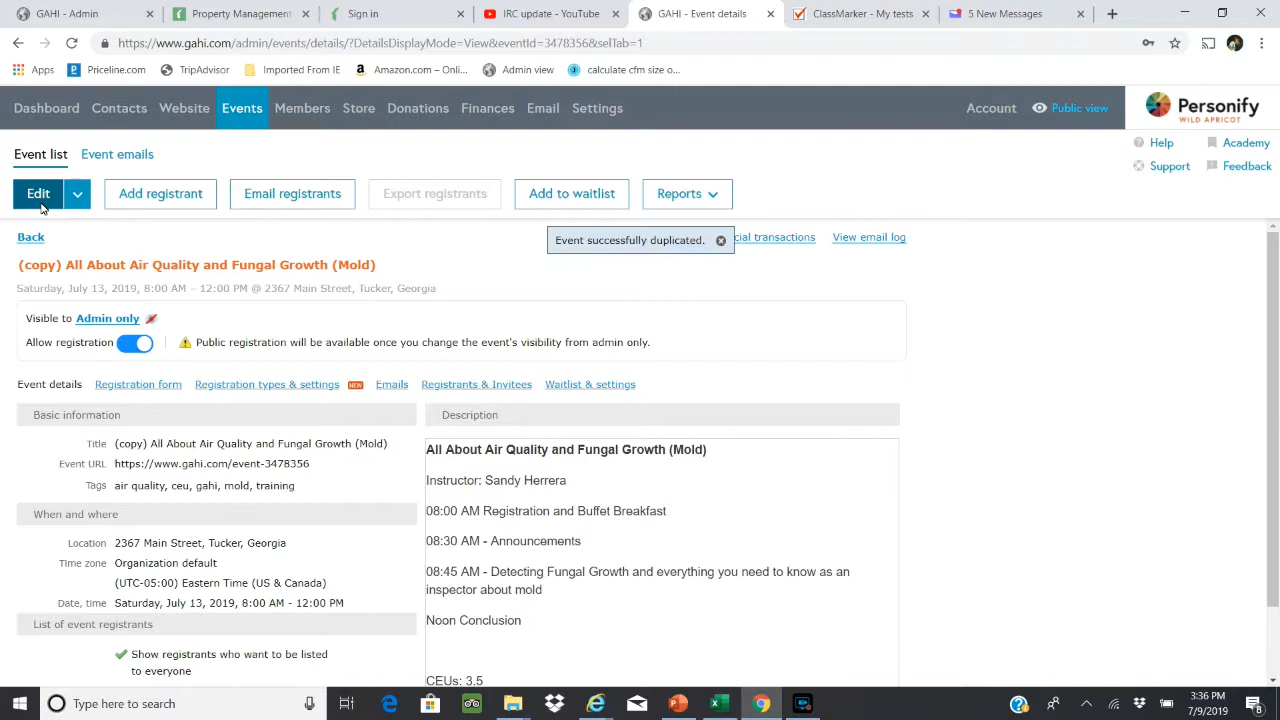 GAHI - Admin
Property Management
Sign in
IRC update - YouTube
GAHI - Event details
ClassMarker - My tests
5 New Messages
https://www.gahi.com/admin/events/details/?DetailsDisplayMode=View&eventId=3478356&selTab=1
Apps Priceline.com TripAdvisor Imported From IE Amazon.com – Onli... Admin view calculate cfm size o...
Dashboard Contacts Website Events Members Store Donations Finances Email Settings Account Public view
Personify
WILD APRICOT
Help Academy
Support Feedback
Event list Event emails
Edit Add registrant Email registrants Export registrants Add to waitlist Reports
Back
Event successfully duplicated.
cial transactions View email log
(copy) All About Air Quality and Fungal Growth (Mold)
Saturday, July 13, 2019, 8:00 AM – 12:00 PM @ 2367 Main Street, Tucker, Georgia
Visible to Admin only
Allow registration Public registration will be available once you change the event's visibility from admin only.
Event details Registration form Registration types & settings NEW Emails Registrants & Invitees Waitlist & settings
Basic information
Title (copy) All About Air Quality and Fungal Growth (Mold)
Event URL https://www.gahi.com/event-3478356
Tags air quality, ceu, gahi, mold, training
When and where
Location 2367 Main Street, Tucker, Georgia
Time zone Organization default
(UTC-05:00) Eastern Time (US & Canada)
Date, time Saturday, July 13, 2019, 8:00 AM - 12:00 PM
List of event registrants
Show registrants who want to be listed
to everyone
Description
All About Air Quality and Fungal Growth (Mold)
Instructor: Sandy Herrera
08:00 AM Registration and Buffet Breakfast
08:30 AM - Announcements
08:45 AM - Detecting Fungal Growth and everything you need to know as an
inspector about mold
Noon Conclusion
CEUs: 3.5
Type here to search
3:36 PM
7/9/2019
8